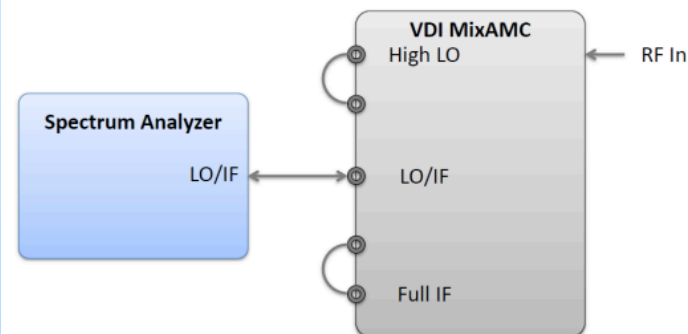 VDI MixAMC
High LO
RF In
Spectrum Analyzer
LO/IF
LO/IF
Full IF